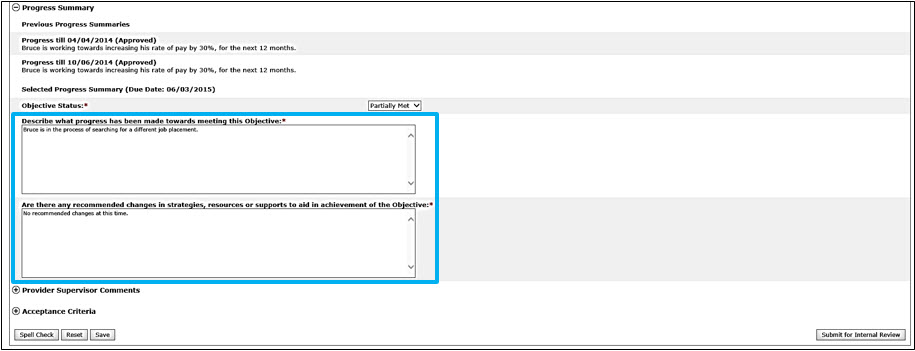 Progress Summary
Previous Progress Summaries
Progress till 04/04/2014 (Approved)
Bruce is working towards increasing his rate of pay by 30%, for the next 12 months.
Progress till 10/06/2014 (Approved)
Bruce is working towards increasing his rate of pay by 30%, for the next 12 months.
Selected Progress Summary (Due Date: 06/03/2015)
Objective Status:* Partially Met
Describe what progress has been made towards meeting this Objective:*
Bruce is in the process of searching for a different job placement.
Are there any recommended changes in strategies, resources or supports to aid in achievement of the Objective:*
No recommended changes at this time.
Provider Supervisor Comments
Acceptance Criteria
Spell Check Reset Save Submit for Internal Review